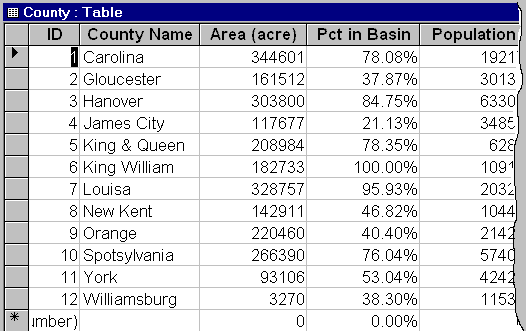 County : Table
ID County Name Area (acre) Pct in Basin Population
1 Carolina 344601 78.08% 1921
2 Gloucester 161512 37.87% 3013
3 Hanover 303800 84.75% 6330
4 James City 117677 21.13% 3485
5 King & Queen 208984 78.35% 628
6 King William 182733 100.00% 1091
7 Louisa 328757 95.93% 2032
8 New Kent 142911 46.82% 1044
9 Orange 220460 40.40% 2142
10 Spotsylvania 266390 76.04% 5740
11 York 93106 53.04% 4242
12 Williamsburg 3270 38.30% 1153
* umber) 0 0.00%